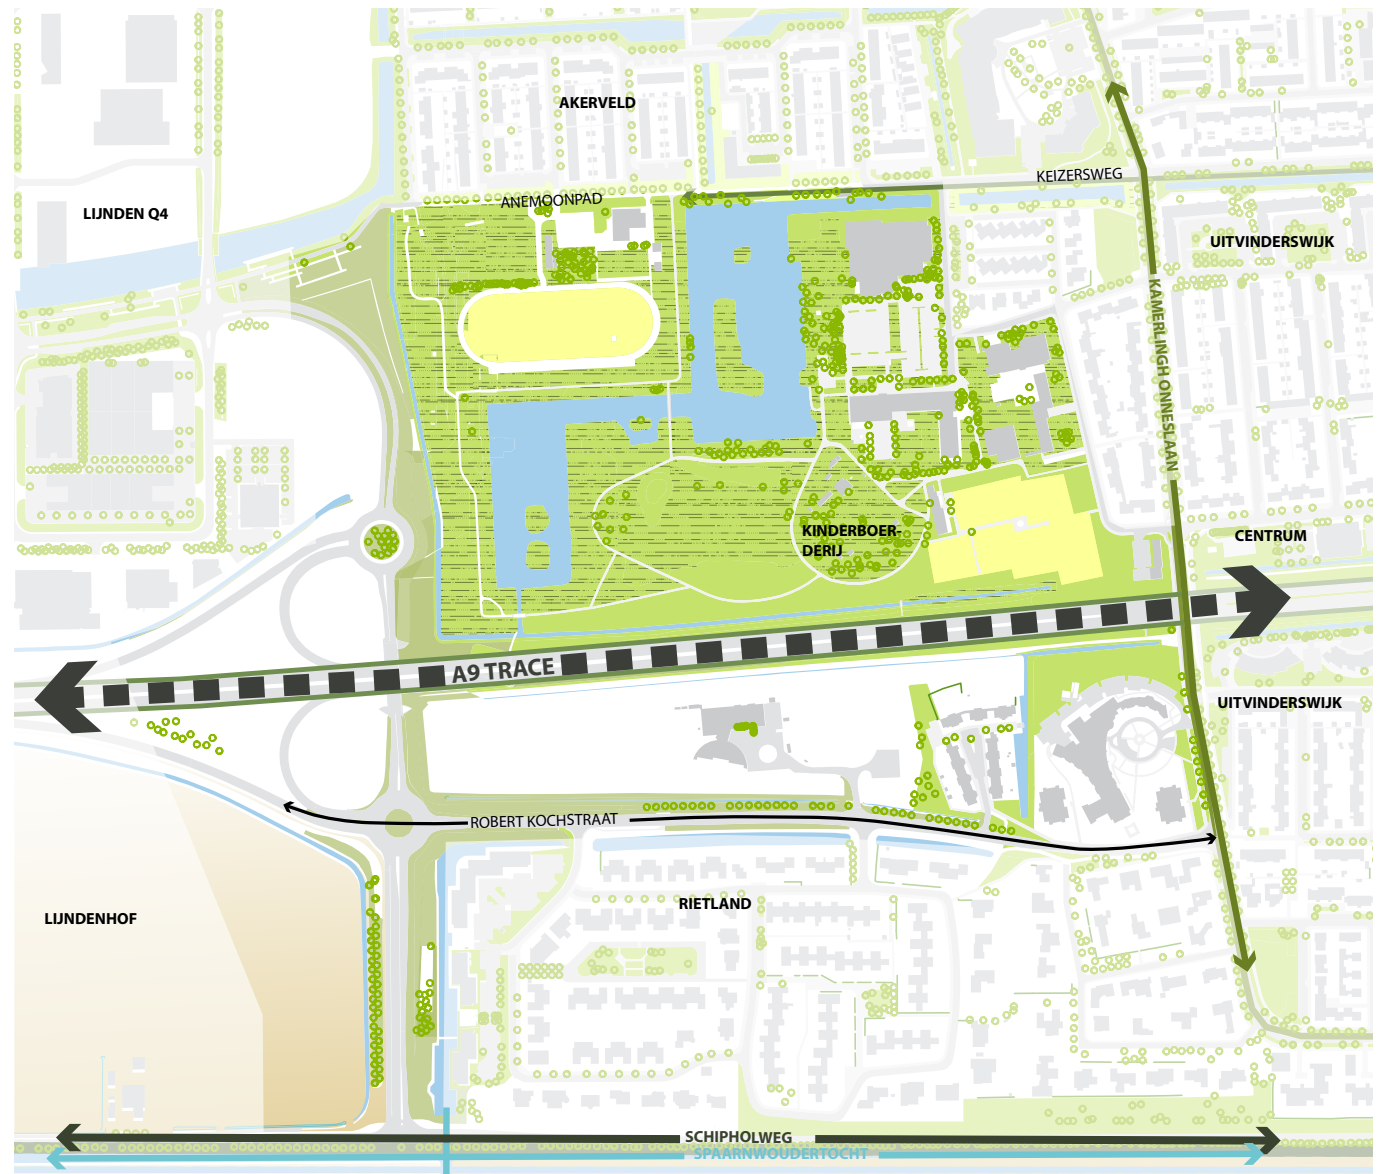 AKERVELD
KEIZERSWEG
ANEMOONPAD
LIJNDEN Q4
UITVINDERSWIJK
KAMERLINGH ONNESLAAN
KINDERBOER-
DERIJ
CENTRUM
A9 TRACE
UITVINDERSWIJK
ROBERT KOCHSTRAAT
RIETLAND
LIJNDENHOF
SCHIPHOLWEG
SPAARNWOUDERTOCHT